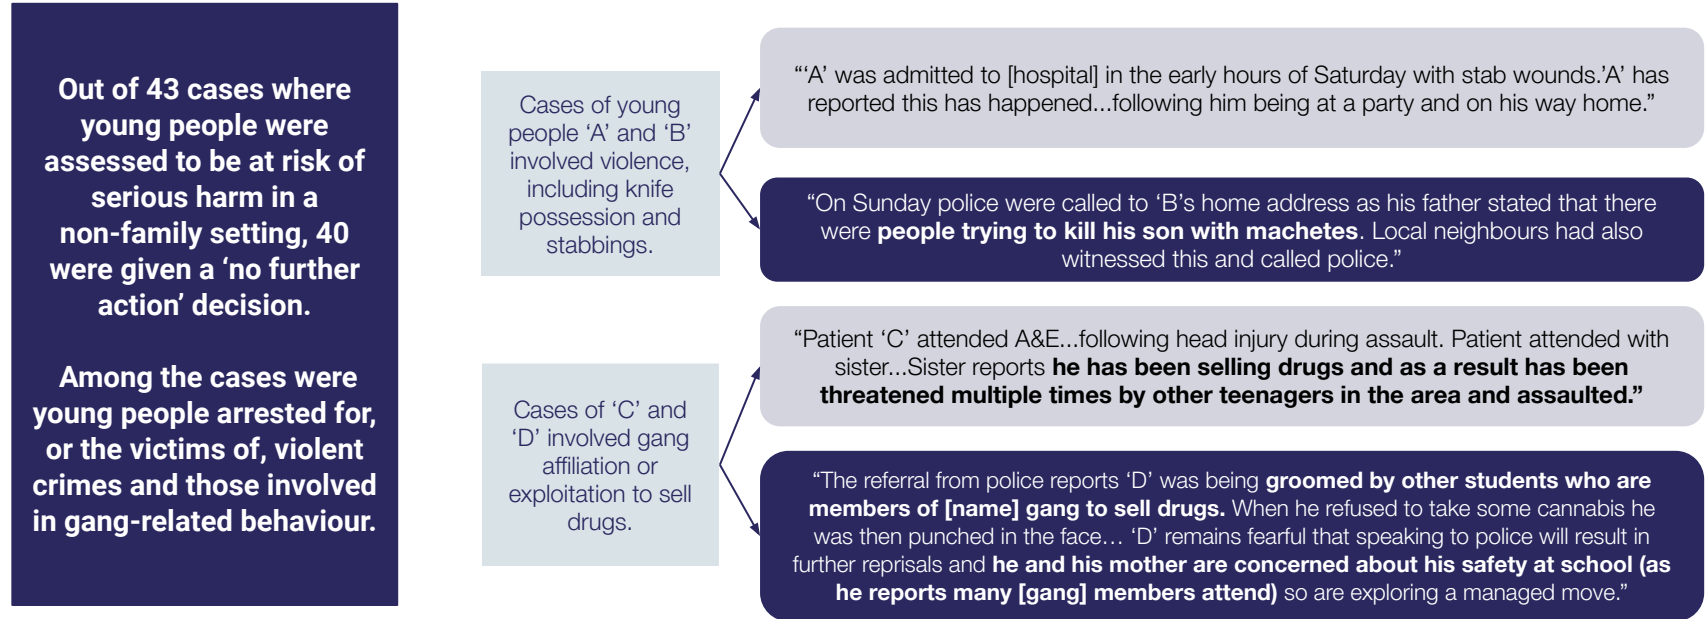 Out of 43 cases where
young people were
assessed to be at risk of
serious harm in a
non-family setting, 40
were given a ‘no further
action’ decision.
Among the cases were
young people arrested for,
or the victims of, violent
crimes and those involved
in gang-related behaviour.
Cases of young
people ‘A’ and ‘B’
involved violence,
including knife
possession and
stabbings.
“‘A’ was admitted to [hospital] in the early hours of Saturday with stab wounds.’A’ has
reported this has happened...following him being at a party and on his way home.”
“On Sunday police were called to ‘B’s home address as his father stated that there
were people trying to kill his son with machetes. Local neighbours had also
witnessed this and called police.”
Cases of ‘C’ and
‘D’ involved gang
affiliation or
exploitation to sell
drugs.
“Patient ‘C’ attended A&E...following head injury during assault. Patient attended with
sister...Sister reports he has been selling drugs and as a result has been
threatened multiple times by other teenagers in the area and assaulted.”
“The referral from police reports ‘D’ was being groomed by other students who are
members of [name] gang to sell drugs. When he refused to take some cannabis he
was then punched in the face… ‘D’ remains fearful that speaking to police will result in
further reprisals and he and his mother are concerned about his safety at school (as
he reports many [gang] members attend) so are exploring a managed move.”